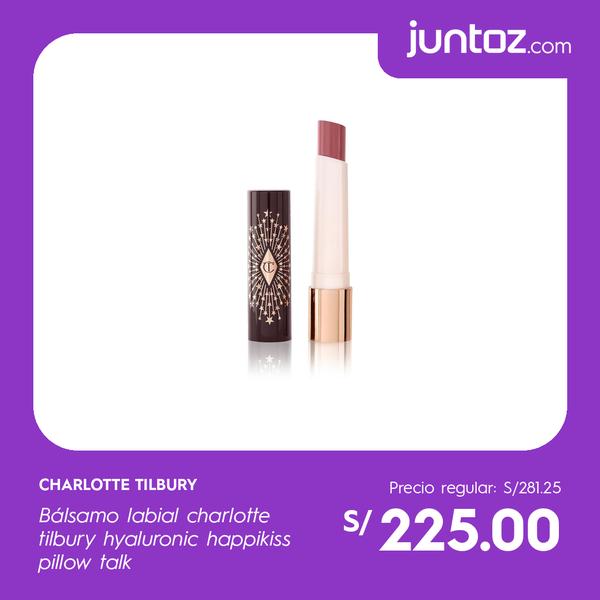 juntoz.com
CHARLOTTE TILBURY
Bálsamo labial charlotte
tilbury hyaluronic happikiss
pillow talk
Precio regular: S/281.25
S/225.00